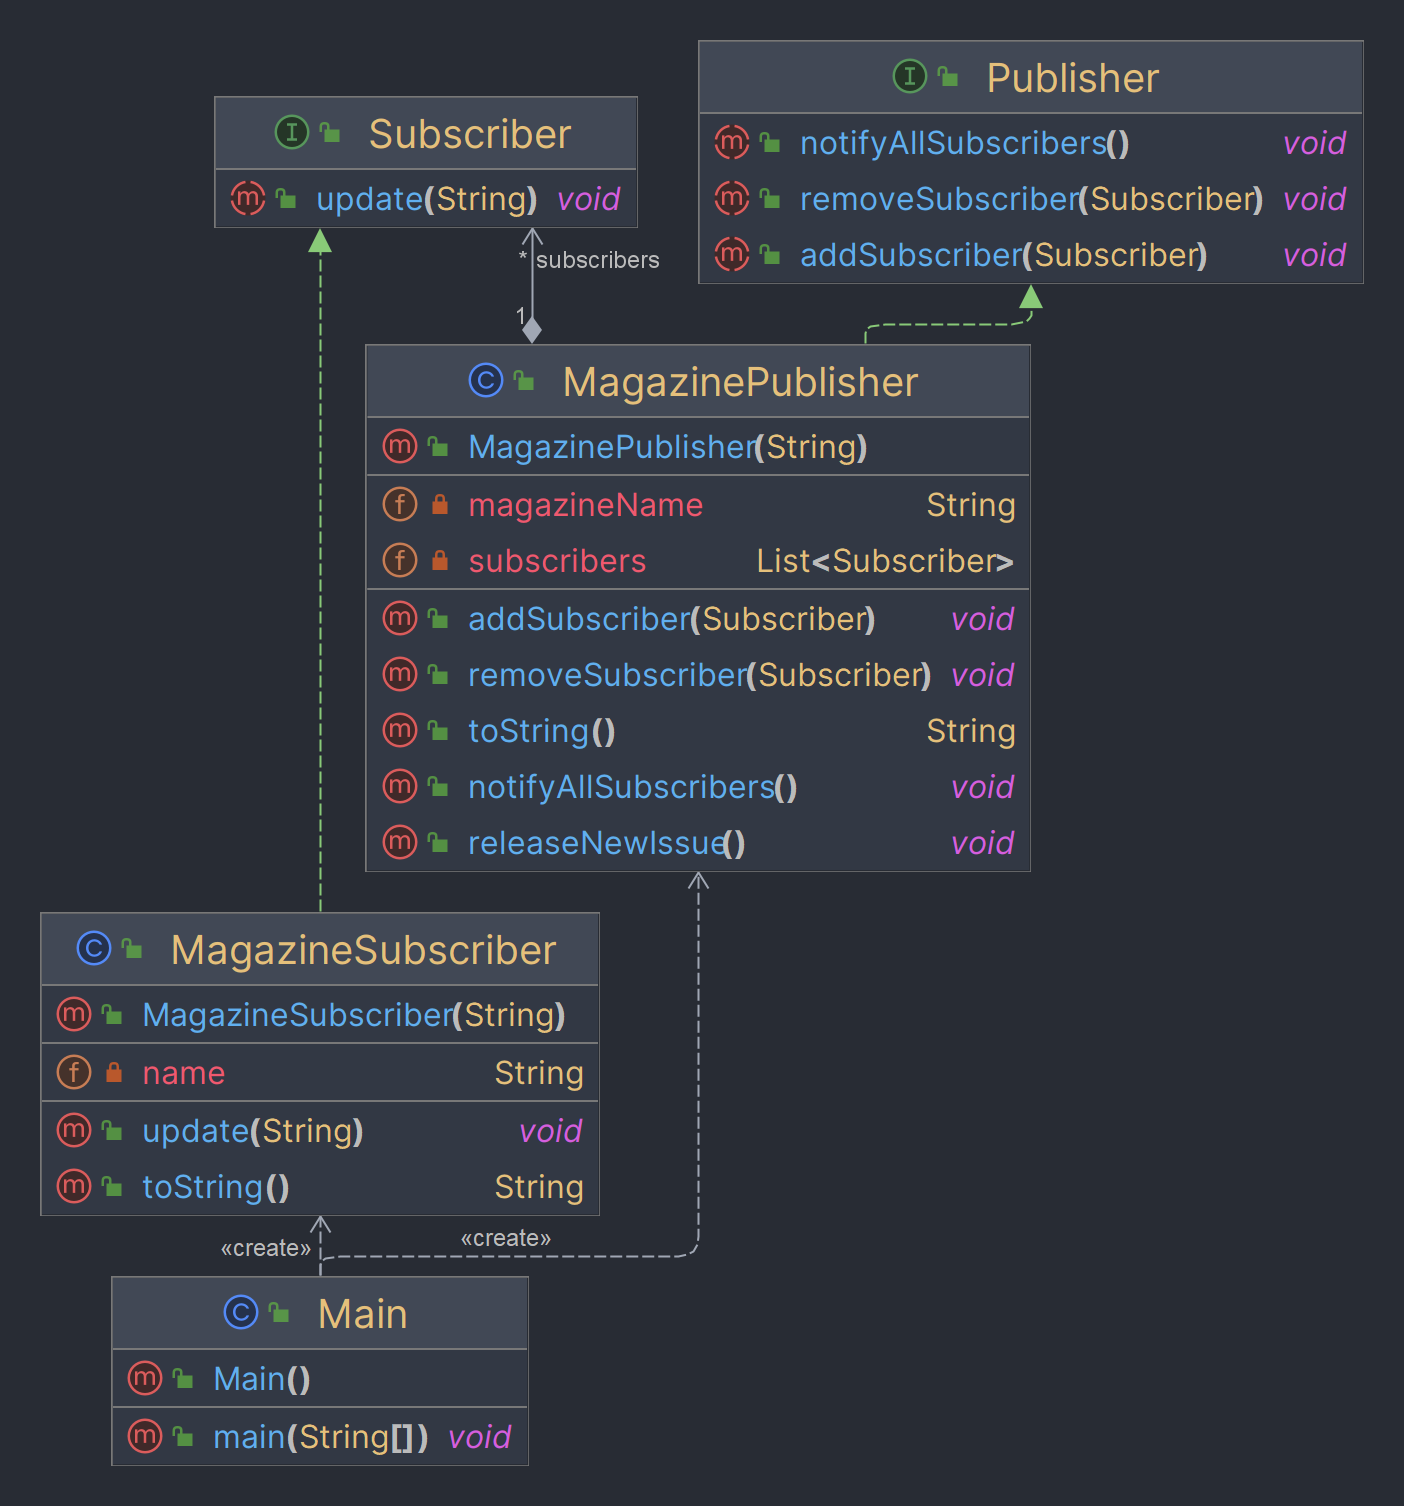 Publisher
notifyAllSubscribers() void
removeSubscriber(Subscriber) void
addSubscriber(Subscriber) void
Subscriber
update(String) void
* subscribers
1
MagazinePublisher
MagazinePublisher(String)
magazineName String
subscribers List<Subscriber>
addSubscriber(Subscriber) void
removeSubscriber(Subscriber) void
toString() String
notifyAllSubscribers() void
releaseNewIssue() void
MagazineSubscriber
MagazineSubscriber(String)
name String
update(String) void
toString() String
«create»
«create»
Main
Main()
main(String[]) void